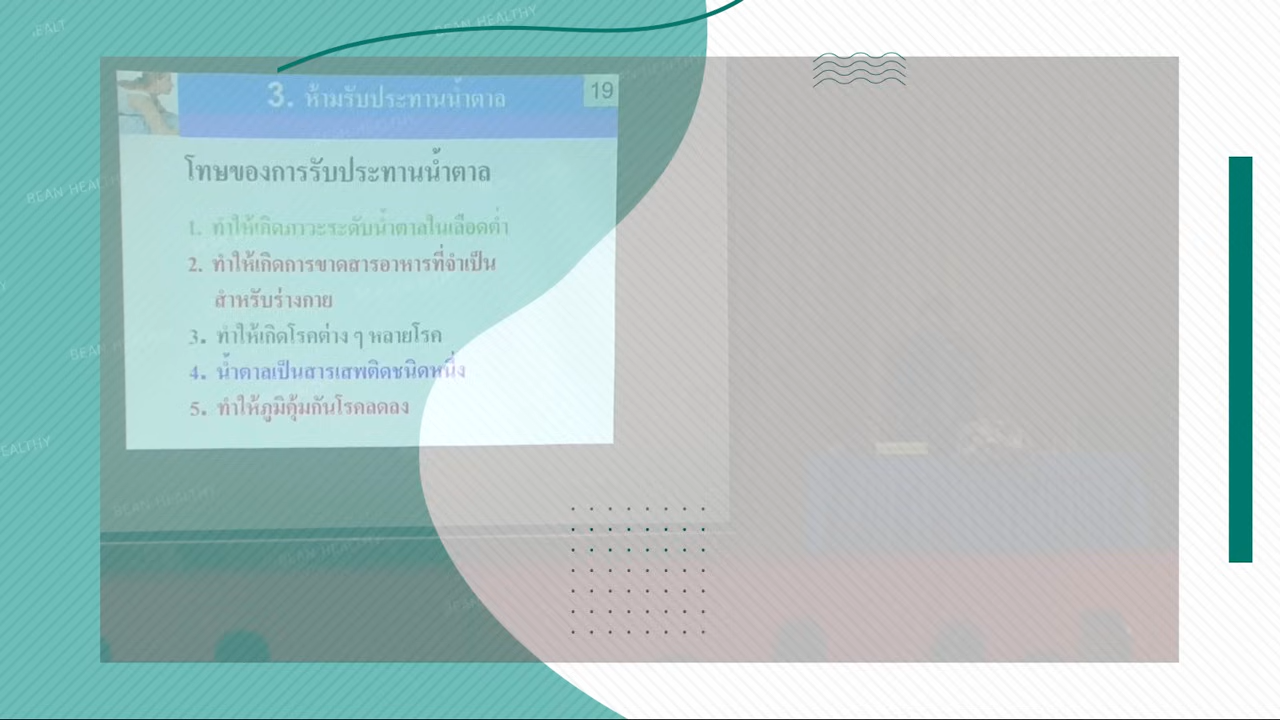 3. ห้ามรับประทานน้ำตาล
19
โทษของการรับประทานน้ำตาล
1. ทำให้เกิดภาวะระดับน้ำตาลในเลือดต่ำ
2. ทำให้เกิดการขาดสารอาหารที่จำเป็น
สำหรับร่างกาย
3. ทำให้เกิดโรคต่าง ๆ หลายโรค
4. น้ำตาลเป็นสารเสพติดชนิดหนึ่ง
5. ทำให้ภูมิคุ้มกันโรคลดลง
BEAN HEALTHY